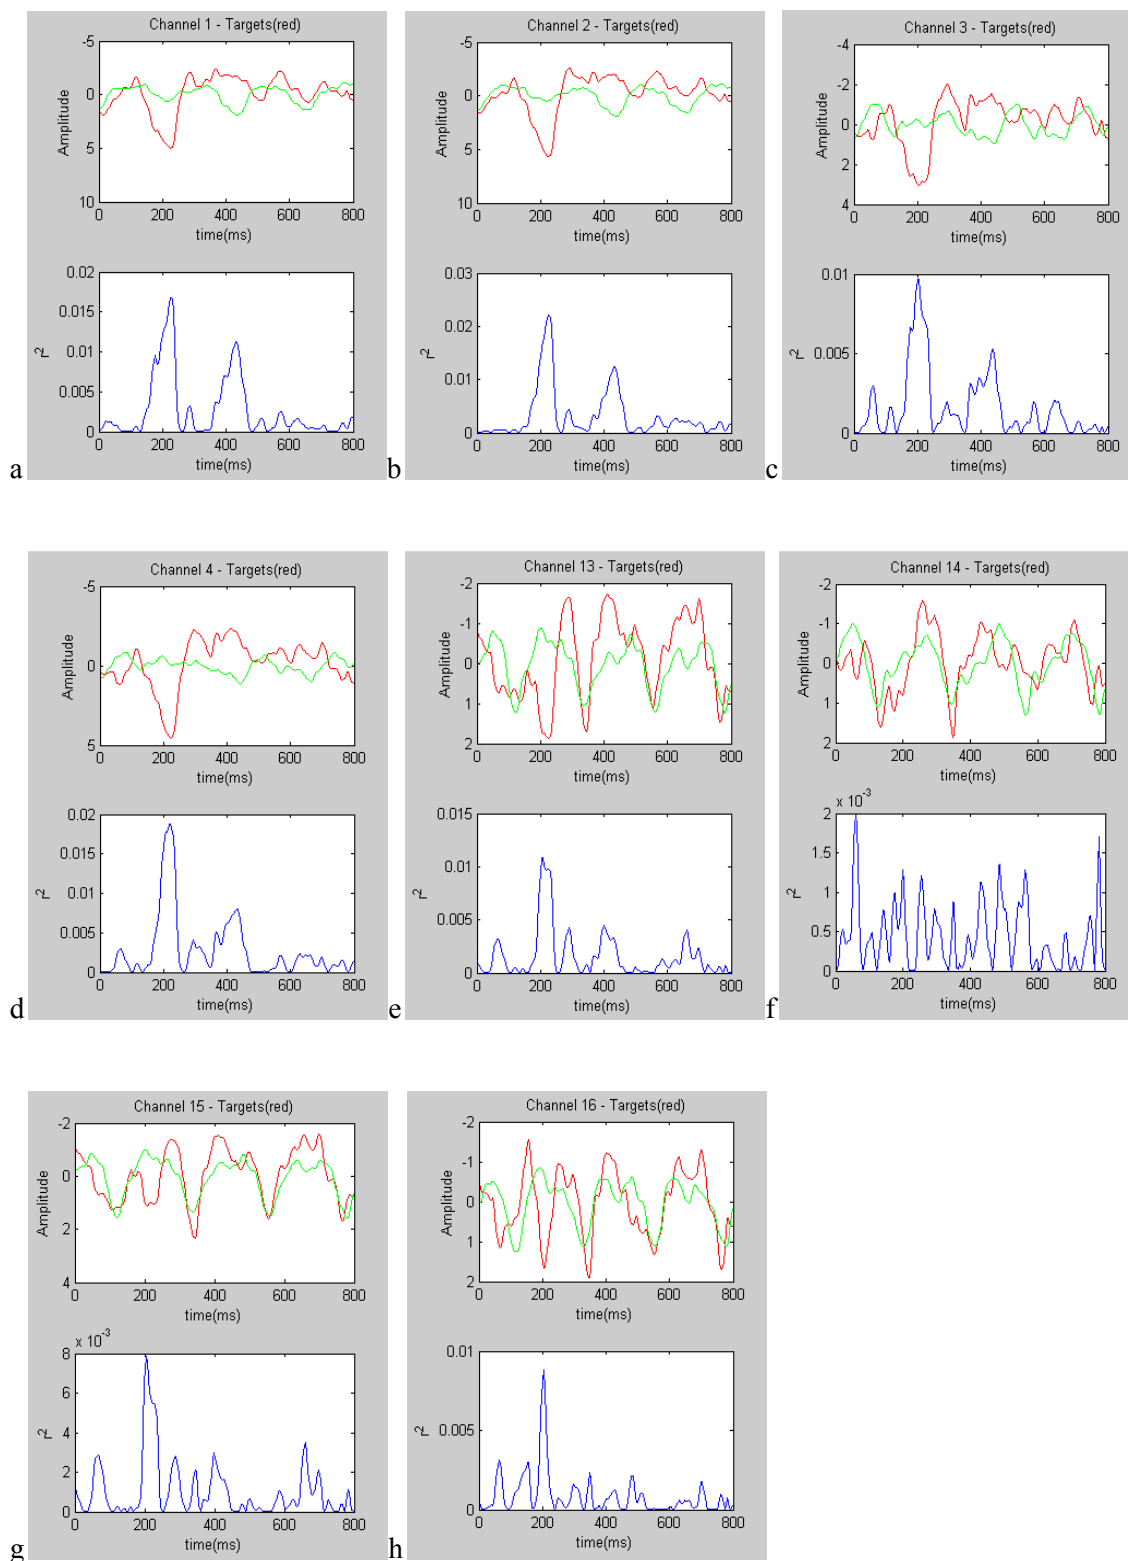 Channel 1 - Targets(red)
-5
0
5
10
Amplitude
0 200 400 600 800
time(ms)
0.02
0.015
0.01
0.005
0
r²
0 200 400 600 800
time(ms)
a
Channel 2 - Targets(red)
-5
0
5
10
0 200 400 600 800
time(ms)
0.03
0.02
0.01
0
r²
0 200 400 600 800
time(ms)
b
Channel 3 - Targets(red)
-4
-2
0
2
4
Amplitude
0 200 400 600 800
time(ms)
0.01
0.005
0
r²
0 200 400 600 800
time(ms)
c
Channel 4 - Targets(red)
-5
0
5
Amplitude
0 200 400 600 800
time(ms)
0.02
0.015
0.01
0.005
0
r²
0 200 400 600 800
time(ms)
d
Channel 13 - Targets(red)
-2
-1
0
1
2
Amplitude
0 200 400 600 800
time(ms)
0.015
0.01
0.005
0
r²
0 200 400 600 800
time(ms)
e
Channel 14 - Targets(red)
-2
-1
0
1
2
Amplitude
0 200 400 600 800
time(ms)
x 10⁻³
2
1.5
1
0.5
0
r²
0 200 400 600 800
time(ms)
f
Channel 15 - Targets(red)
-2
0
2
4
Amplitude
0 200 400 600 800
time(ms)
x 10⁻³
8
6
4
2
0
r²
0 200 400 600 800
time(ms)
g
Channel 16 - Targets(red)
-2
-1
0
1
2
Amplitude
0 200 400 600 800
time(ms)
0.01
0.005
0
r²
0 200 400 600 800
time(ms)
h